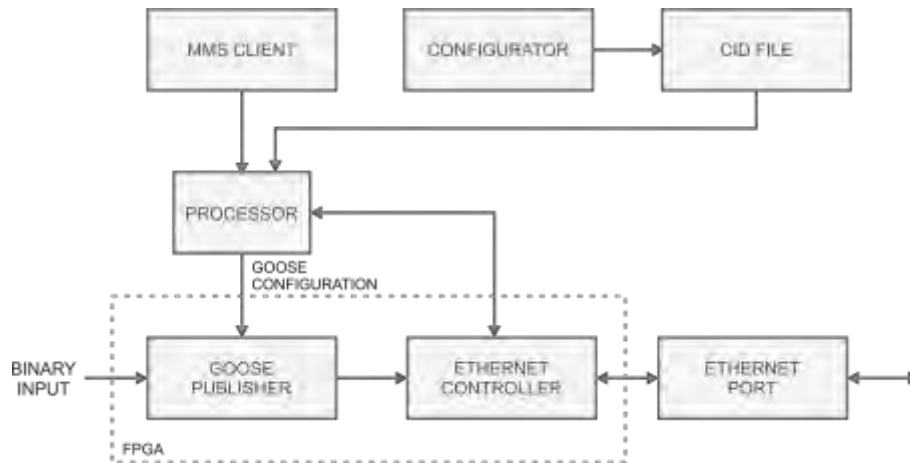 MMS CLIENT
CONFIGURATOR
CID FILE
PROCESSOR
GOOSE
CONFIGURATION
BINARY
INPUT
GOOSE
PUBLISHER
ETHERNET
CONTROLLER
ETHERNET
PORT
FPGA